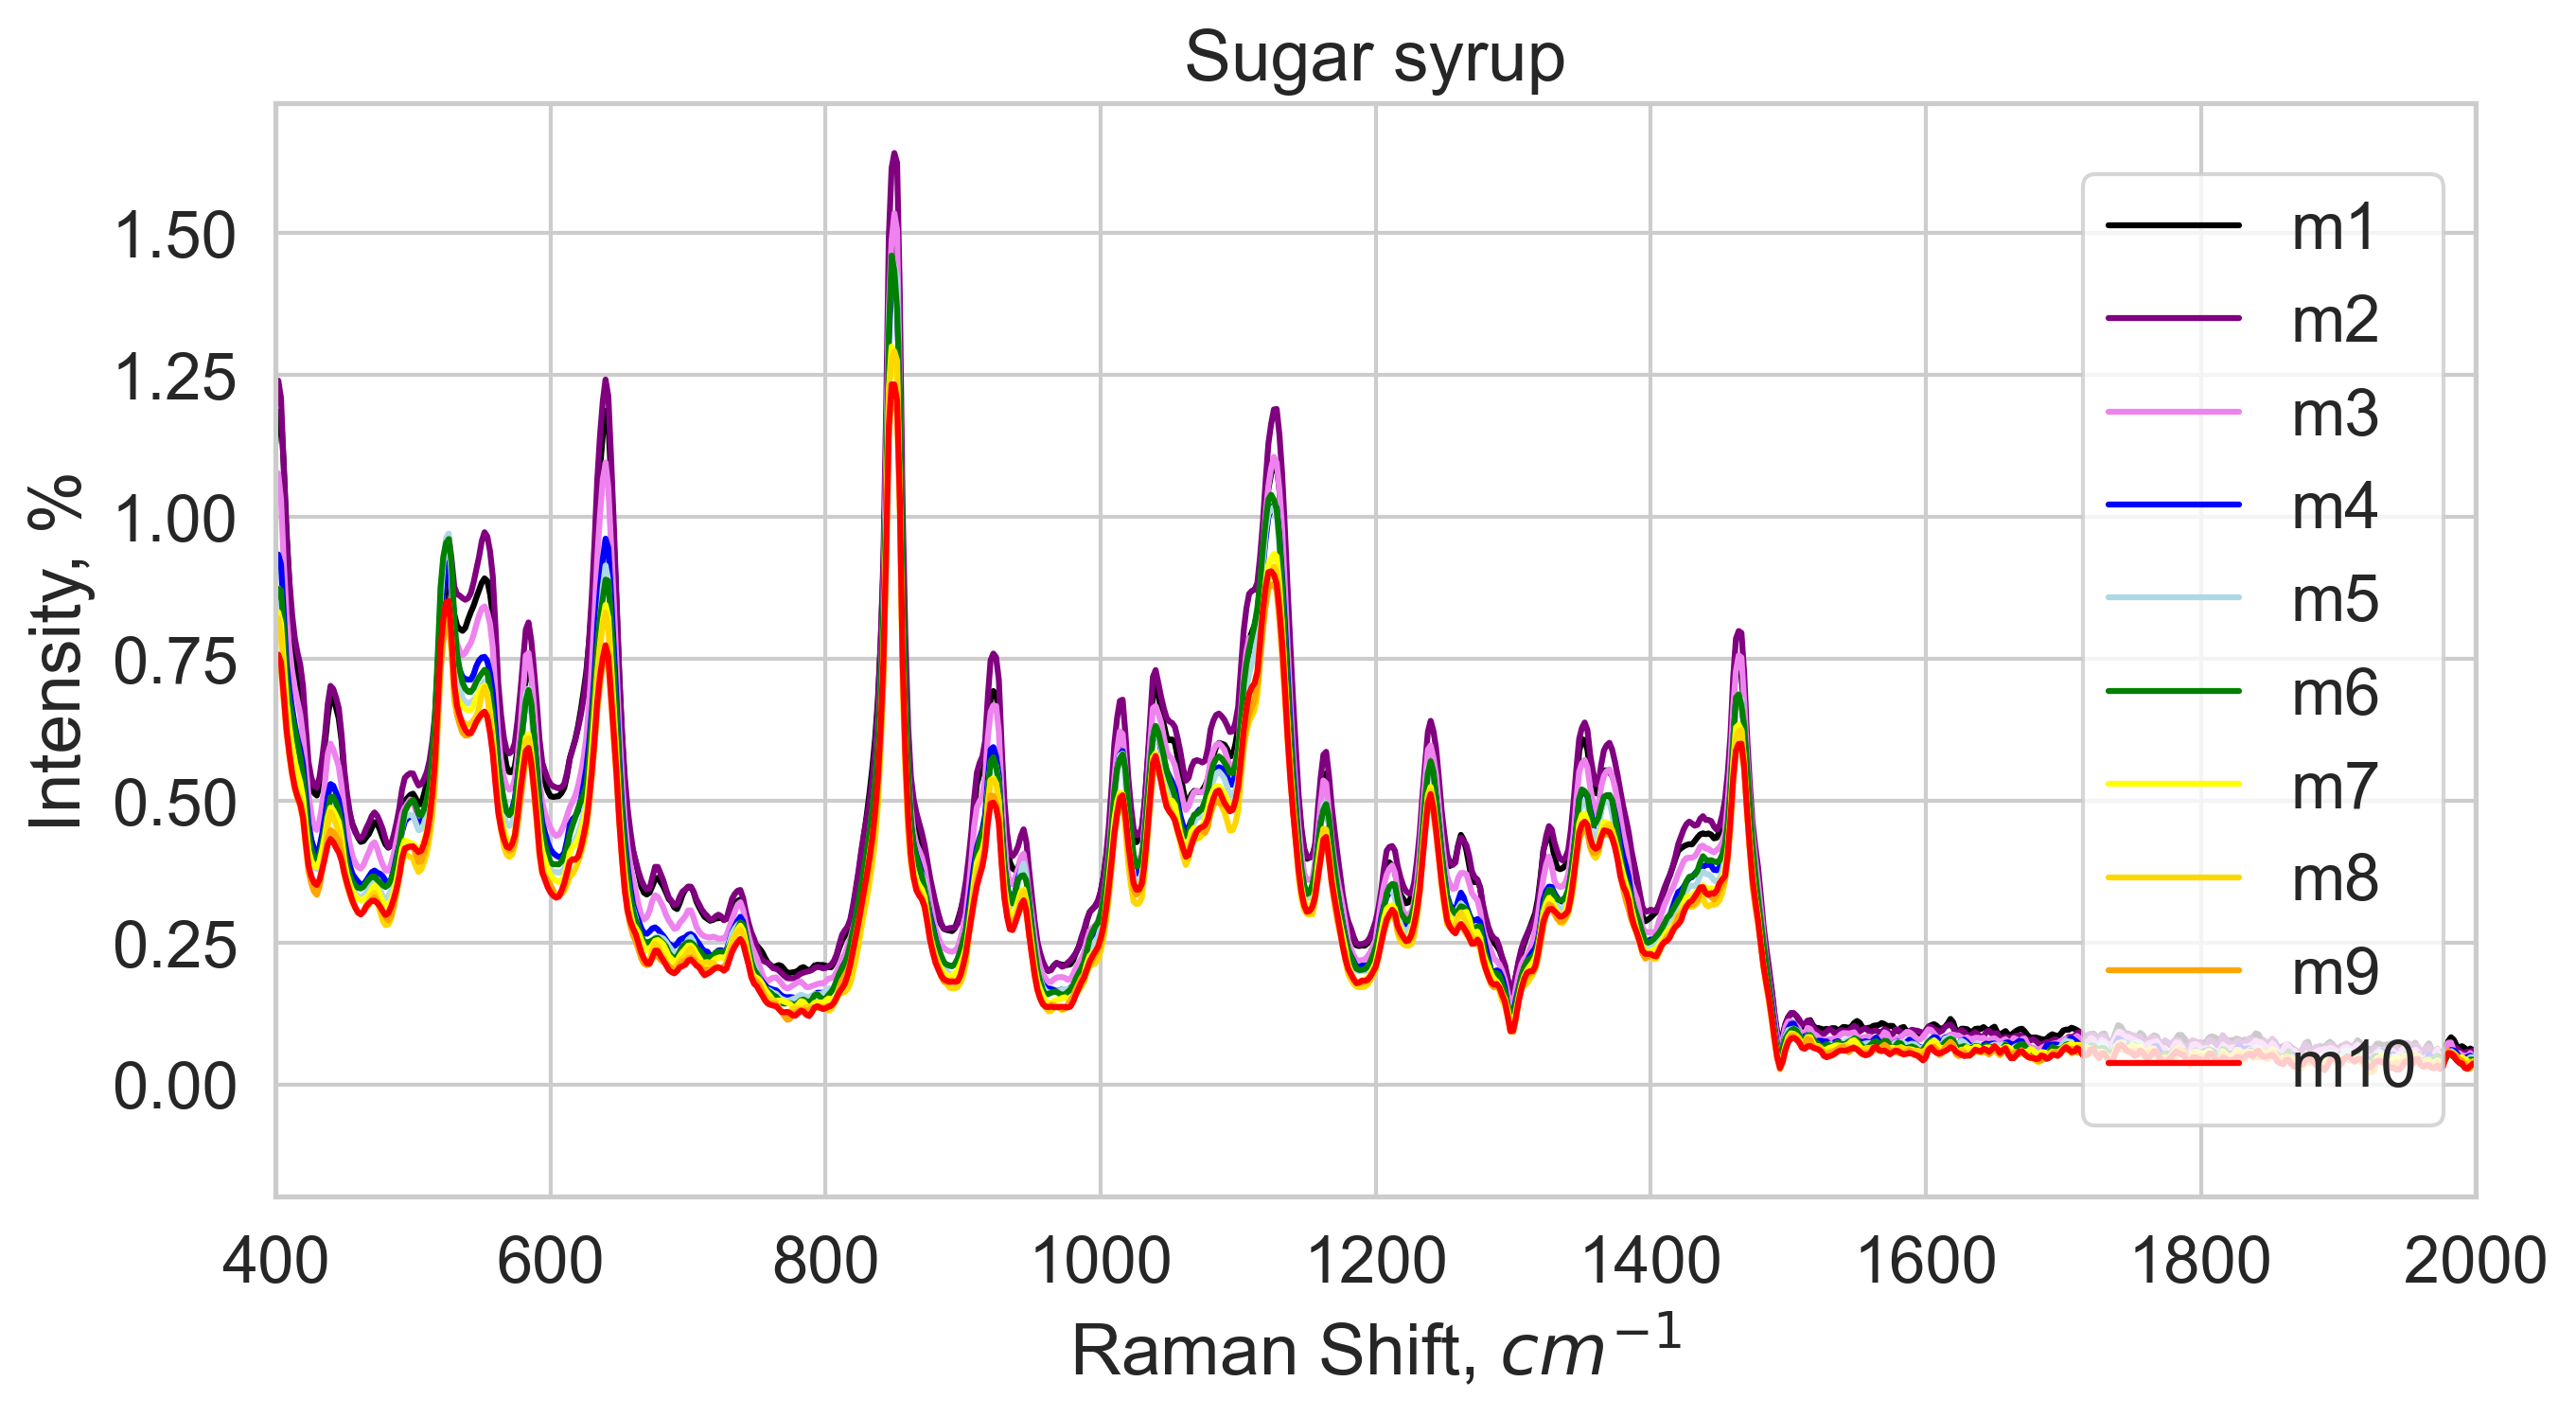 Sugar syrup
Intensity, %
1.50
1.25
1.00
0.75
0.50
0.25
0.00
m1
m2
m3
m4
m5
m6
m7
m8
m9
m10
400 600 800 1000 1200 1400 1600 1800 2000
Raman Shift, cm⁻¹